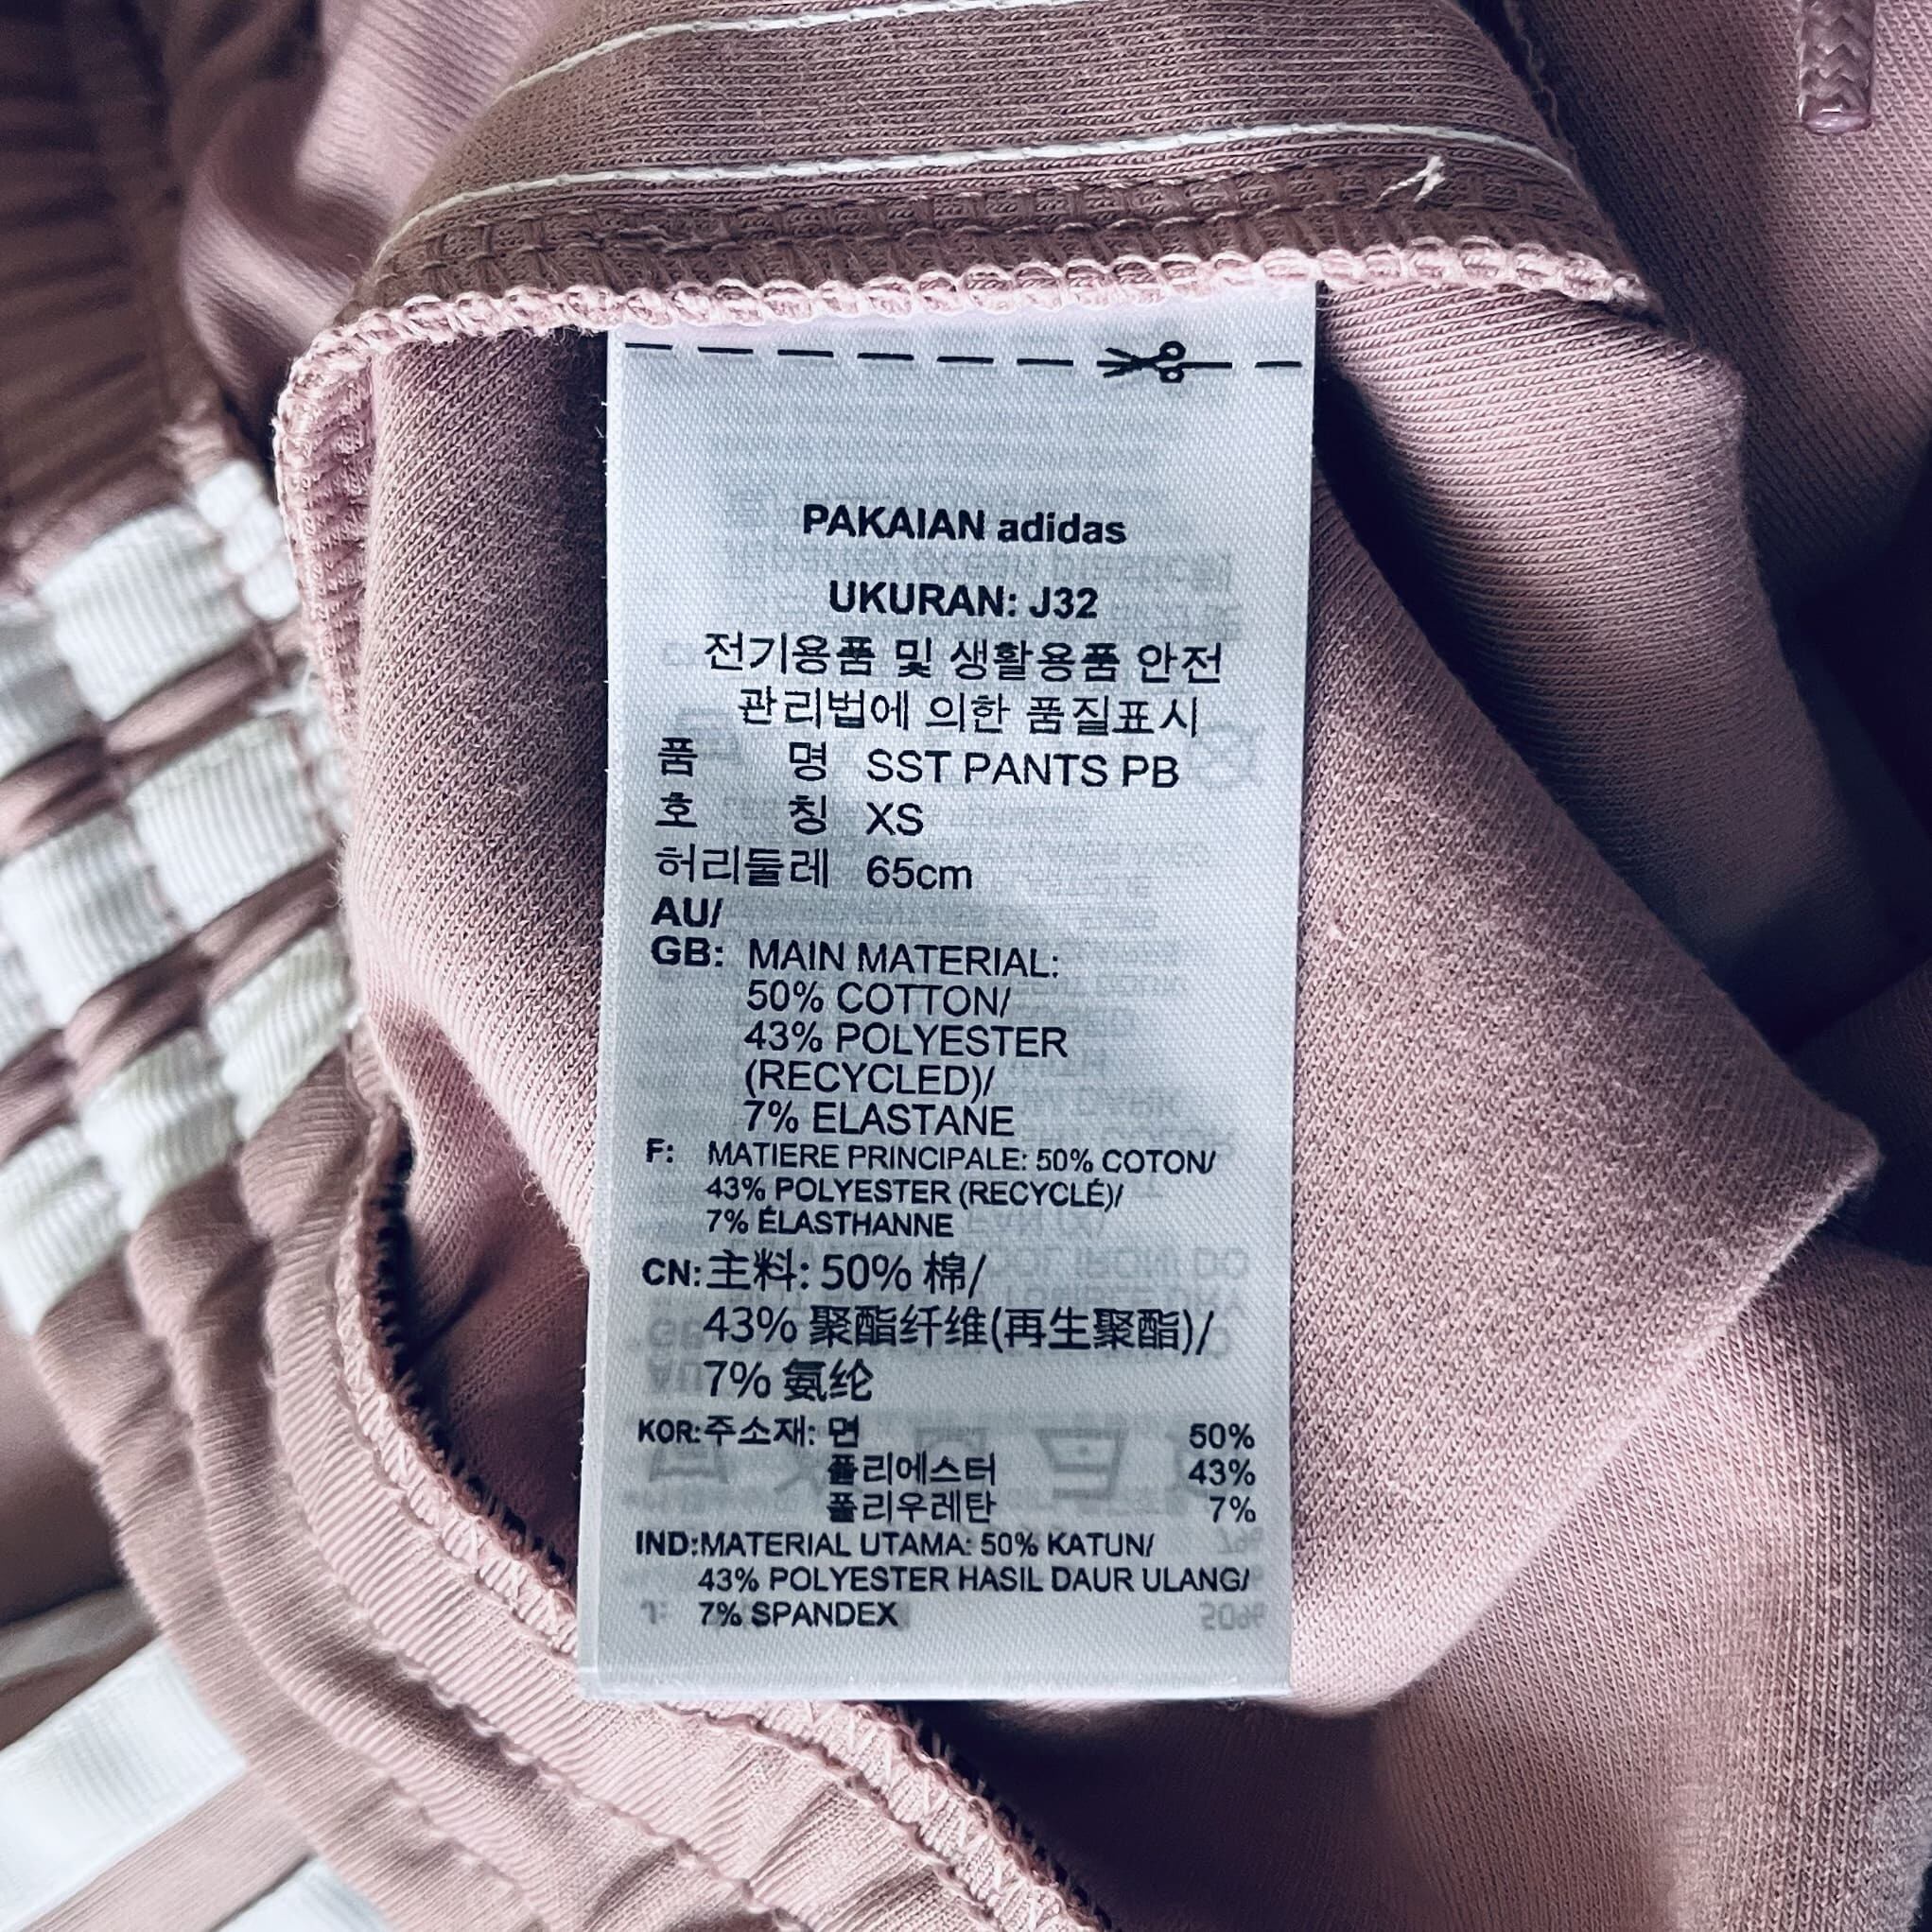 PAKAIAN adidas
UKURAN: J32
전기용품 및 생활용품 안전
관리법에 의한 품질표시
품 명 SST PANTS PB
호 칭 XS
허리둘레 65cm
AU/
GB: MAIN MATERIAL:
50% COTTON/
43% POLYESTER
(RECYCLED)/
7% ELASTANE
F: MATIERE PRINCIPALE: 50% COTON/
43% POLYESTER (RECYCLÉ)/
7% ÉLASTHANNE
CN:主料: 50% 棉/
43% 聚酯纤维(再生聚酯)/
7% 氨纶
KOR:주소재: 면 50%
폴리에스터 43%
폴리우레탄 7%
IND:MATERIAL UTAMA: 50% KATUN/
43% POLYESTER HASIL DAUR ULANG/
7% SPANDEX